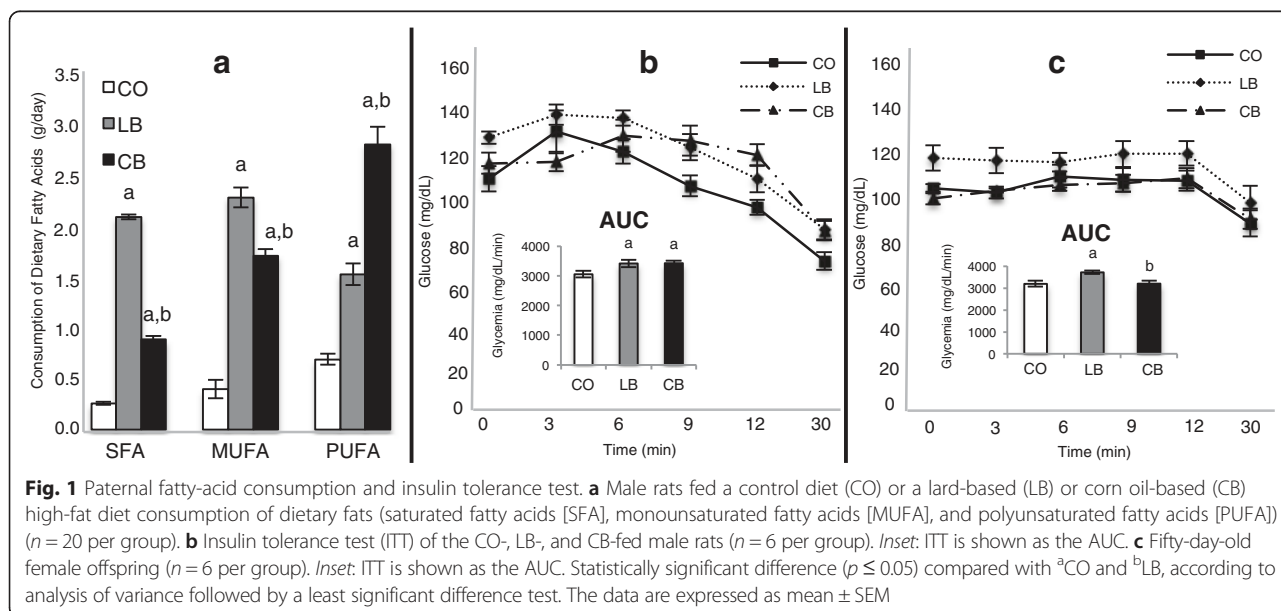 a
3.5
3.0
2.5
2.0
1.5
1.0
0.5
0.0
Consumption of Dietary Fatty Acids (g/day)
CO
LB
CB
a
a,b
a
a,b
a
a,b
SFA MUFA PUFA
b
160
140
120
100
80
60
40
20
0
Glucose (mg/dL)
CO
LB
CB
AUC
4000
3000
2000
1000
0
Glycemia (mg/dL/min)
a a
CO LB CB
0 3 6 9 12 30
Time (min)
c
160
140
120
100
80
60
40
20
0
Glucose (mg/dL)
CO
LB
CB
AUC
4000
3000
2000
1000
0
Glycemia (mg/dL/min)
a b
CO LB CB
0 3 6 9 12 30
Time (min)
Fig. 1 Paternal fatty-acid consumption and insulin tolerance test. a Male rats fed a control diet (CO) or a lard-based (LB) or corn oil-based (CB)
high-fat diet consumption of dietary fats (saturated fatty acids [SFA], monounsaturated fatty acids [MUFA], and polyunsaturated fatty acids [PUFA])
(n = 20 per group). b Insulin tolerance test (ITT) of the CO-, LB-, and CB-fed male rats (n = 6 per group). Inset: ITT is shown as the AUC. c Fifty-day-old
female offspring (n = 6 per group). Inset: ITT is shown as the AUC. Statistically significant difference (p ≤ 0.05) compared with ᵃCO and ᵇLB, according to
analysis of variance followed by a least significant difference test. The data are expressed as mean ± SEM